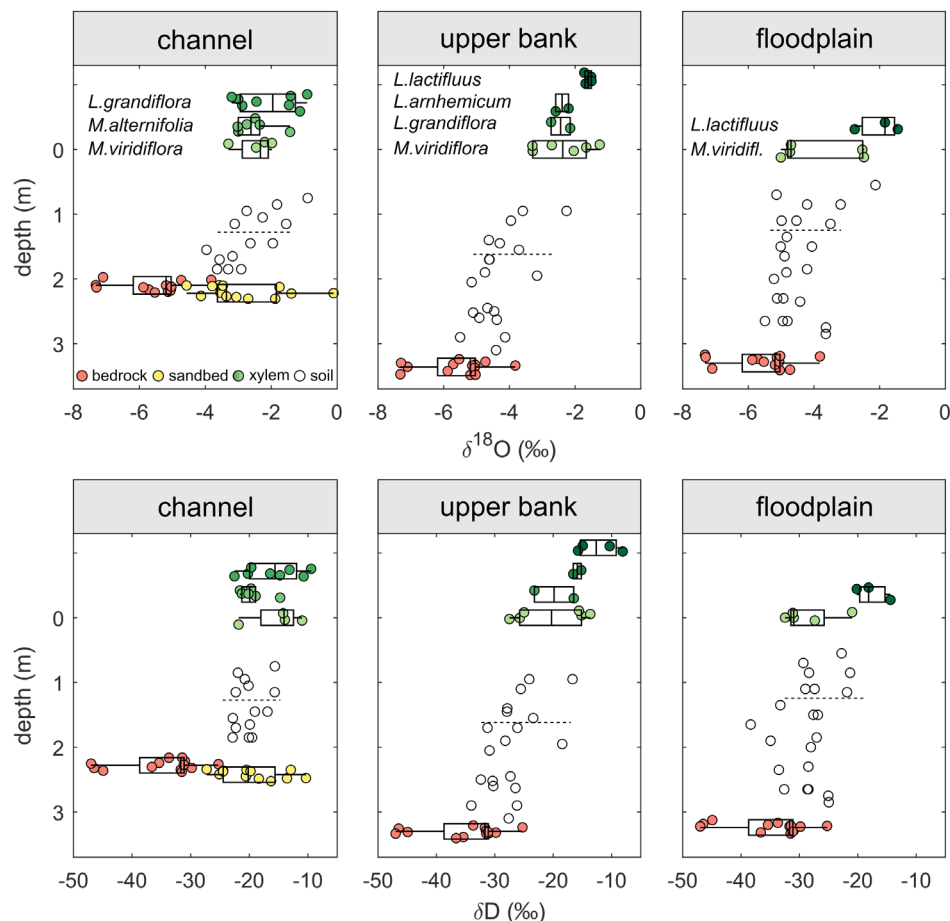 channel
upper bank
floodplain
L.grandiflora
M.alternifolia
M.viridiflora
L.lactifluus
L.arnhemicum
L.grandiflora
M.viridiflora
L.lactifluus
M.viridifl.
depth (m)
0
1
2
3
bedrock sandbed xylem soil
-8 -6 -4 -2 0
-8 -6 -4 -2
-8 -6 -4 -2 0
δ18O (‰)
channel
upper bank
floodplain
depth (m)
0
1
2
3
-50 -40 -30 -20 -10
-50 -40 -30 -20 -10
-50 -40 -30 -20 -10
δD (‰)